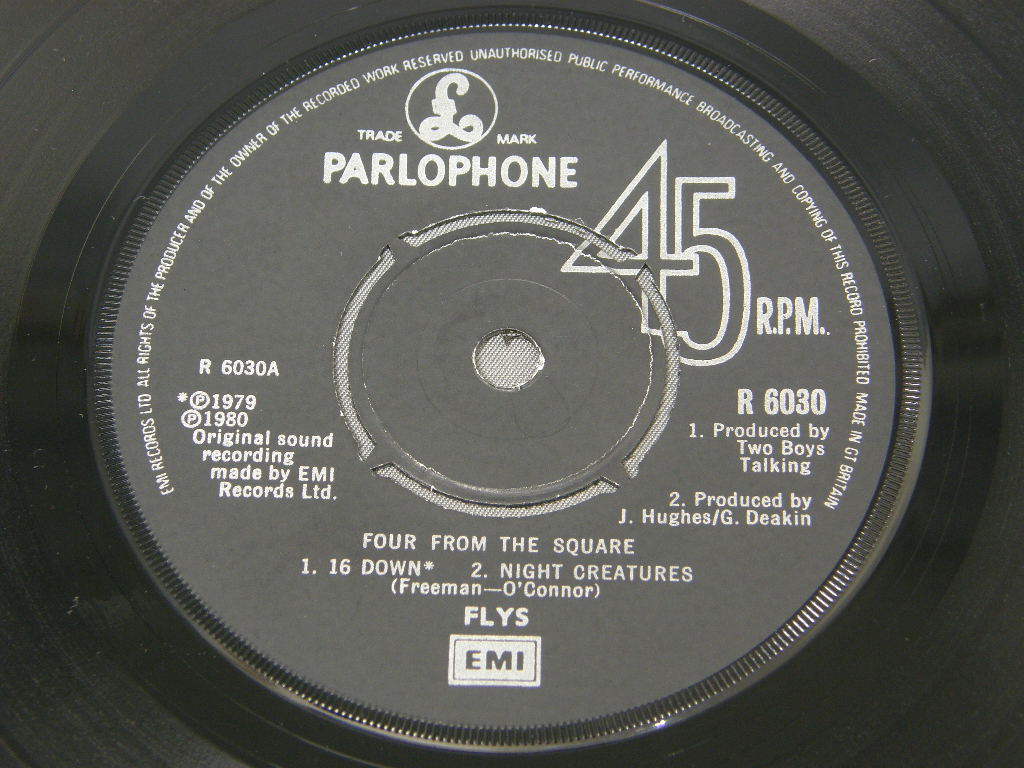 EMI RECORDS LTD ALL RIGHTS OF THE PRODUCER AND OF THE OWNER OF THE RECORDED WORK RESERVED UNAUTHORISED PUBLIC PERFORMANCE BROADCASTING AND COPYING OF THIS RECORD PROHIBITED MADE IN GT BRITAIN
£
TRADE MARK
PARLOPHONE
45
R.P.M.
R 6030A
*℗1979
℗1980
Original sound
recording
made by EMI
Records Ltd.
R 6030
1. Produced by
Two Boys
Talking
2. Produced by
J. Hughes/G. Deakin
FOUR FROM THE SQUARE
1. 16 DOWN* 2. NIGHT CREATURES
(Freeman—O'Connor)
FLYS
EMI